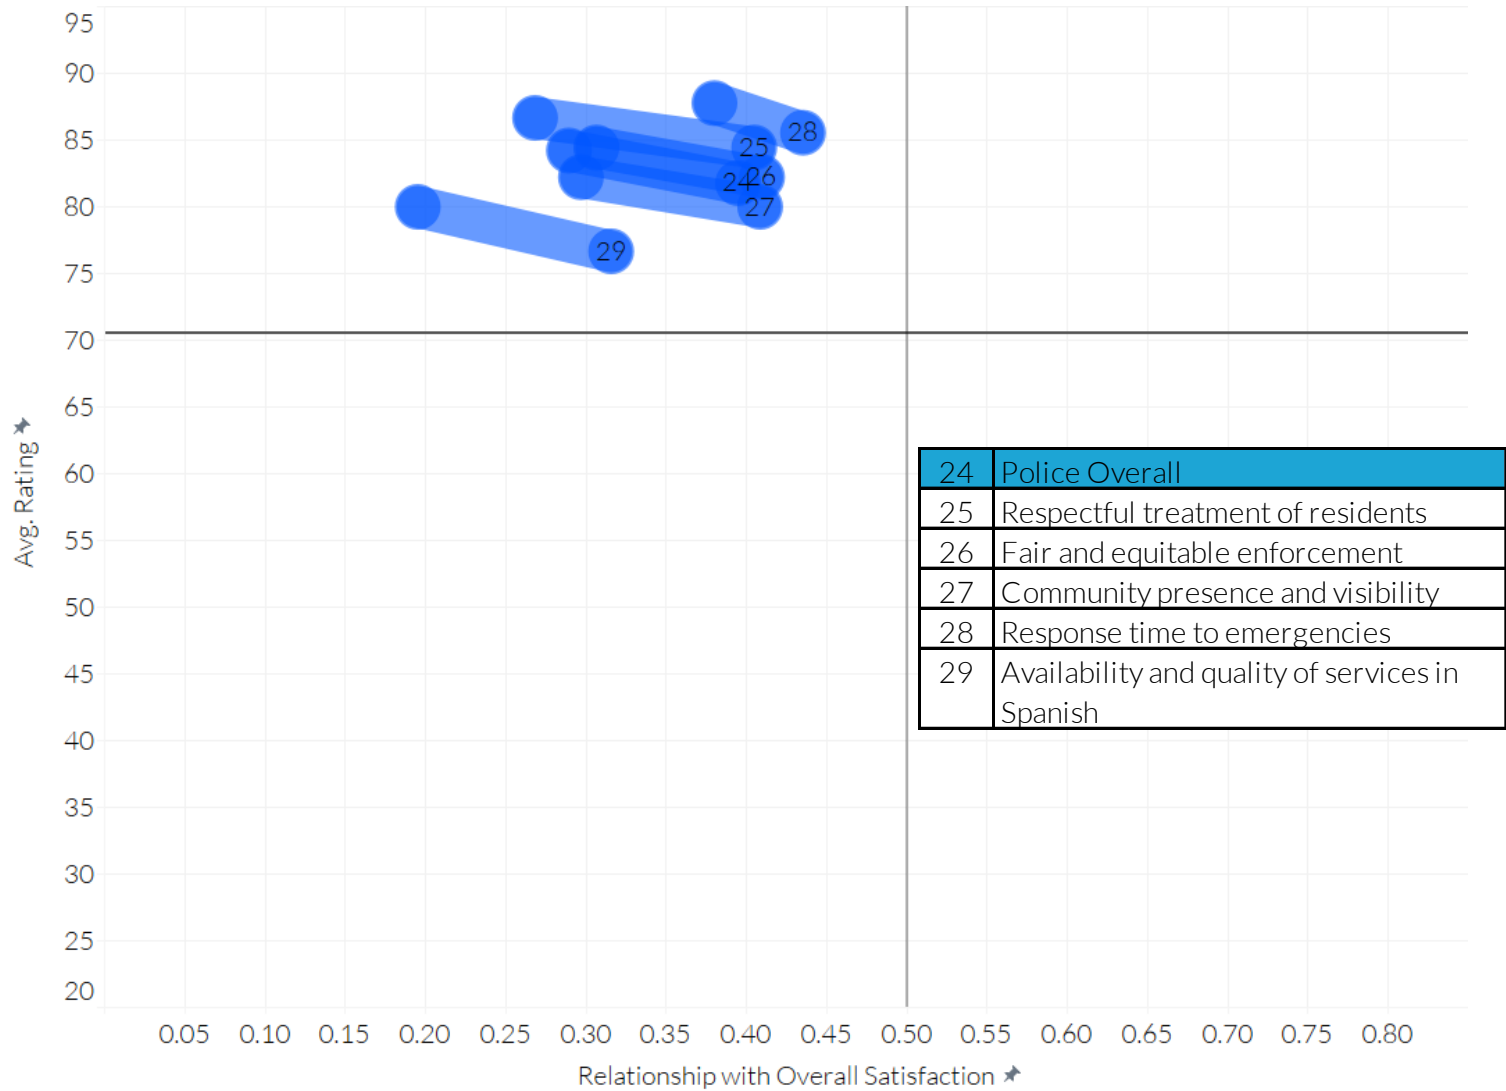 95
90
85
80
75
70
65
60
55
50
45
40
35
30
25
20
Avg. Rating
28
25
24
26
27
29
24 Police Overall
25 Respectful treatment of residents
26 Fair and equitable enforcement
27 Community presence and visibility
28 Response time to emergencies
29 Availability and quality of services in
Spanish
0.05 0.10 0.15 0.20 0.25 0.30 0.35 0.40 0.45 0.50 0.55 0.60 0.65 0.70 0.75 0.80
Relationship with Overall Satisfaction